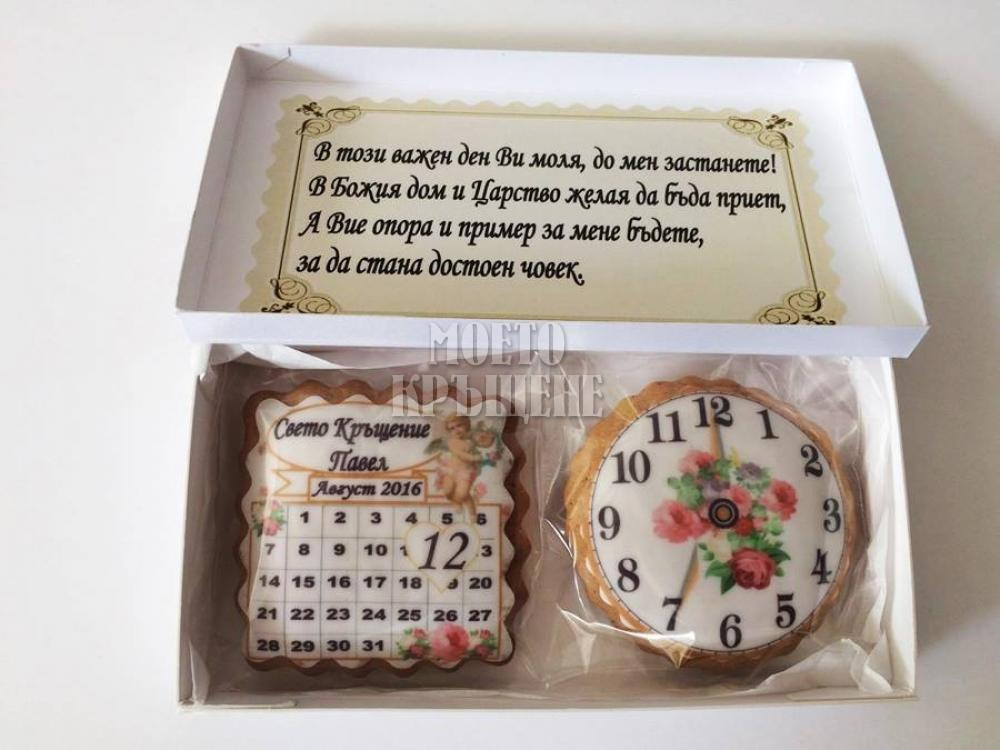 В този важен ден Ви моля, до мен застанете!
В Божия дом и Царство желая да бъда приет,
А Вие опора и пример за мене бъдете,
за да стана достоен човек.
МОЕТО
КРЪЩЕНЕ
Свето Кръщение
Павел
Август 2016
1 2 3 4 5 6
7 8 9 10 12
14 15 16 17 18 20
21 22 23 24 25 26 27
28 29 30 31
12
11 1
10 2
9 3
8 4
7 5
6